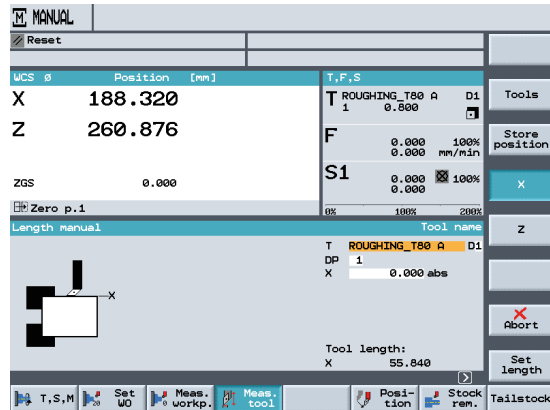 M MANUAL
Reset
WCS ø Position [mm]
X 188.320
Z 260.876
ZGS 0.000
Zero p.1
T,F,S
T ROUGHING_T80 A D1
1 0.800
F 0.000 100%
0.000 mm/min
S1 0.000 100%
0.000
0% 100% 200%
Length manual Tool name
X
T ROUGHING_T80 A D1
DP 1
X 0.000 abs
Tool length:
X 55.840
Tools
Store
position
X
Z
Abort
Set
length
T,S,M
Set
WO
Meas.
workp.
Meas.
tool
Posi-
tion
Stock
rem.
Tailstock